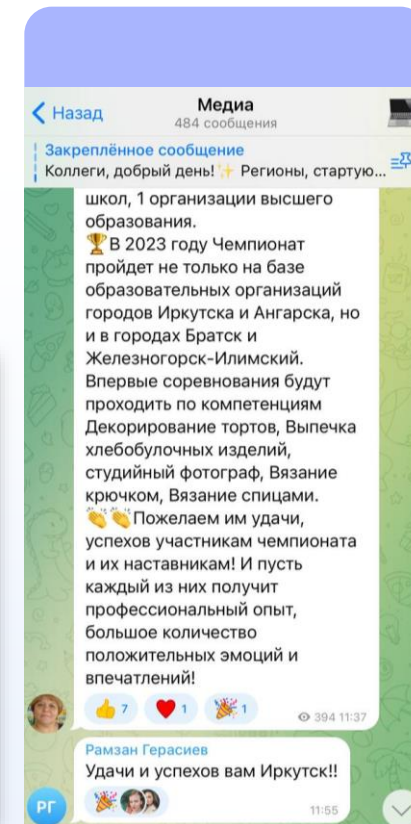 Назад
Медиа
484 сообщения
Закреплённое сообщение
Коллеги, добрый день!✨ Регионы, стартую...
школ, 1 организации высшего
образования.
🏆В 2023 году Чемпионат
пройдет не только на базе
образовательных организаций
городов Иркутска и Ангарска, но
и в городах Братск и
Железногорск-Илимский.
Впервые соревнования будут
проходить по компетенциям
Декорирование тортов, Выпечка
хлебобулочных изделий,
студийный фотограф, Вязание
крючком, Вязание спицами.
👏👏Пожелаем им удачи,
успехов участникам чемпионата
и их наставникам! И пусть
каждый из них получит
профессиональный опыт,
большое количество
положительных эмоций и
впечатлений!
👍 7 ❤️ 1 🎉 1 394 11:37
Рамзан Герасиев
Удачи и успехов вам Иркутск!!
РГ 🎉 11:55